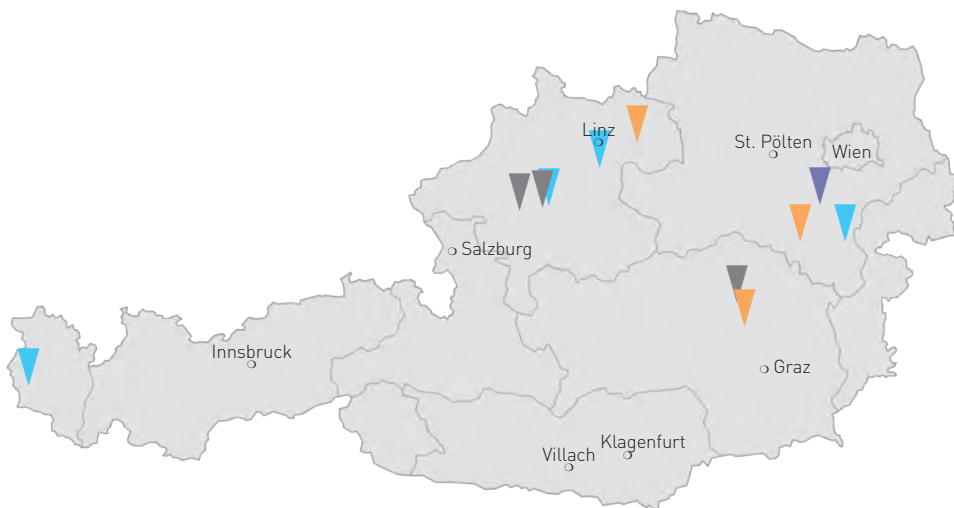 Linz
St. Pölten
Wien
Salzburg
Innsbruck
Graz
Klagenfurt
Villach